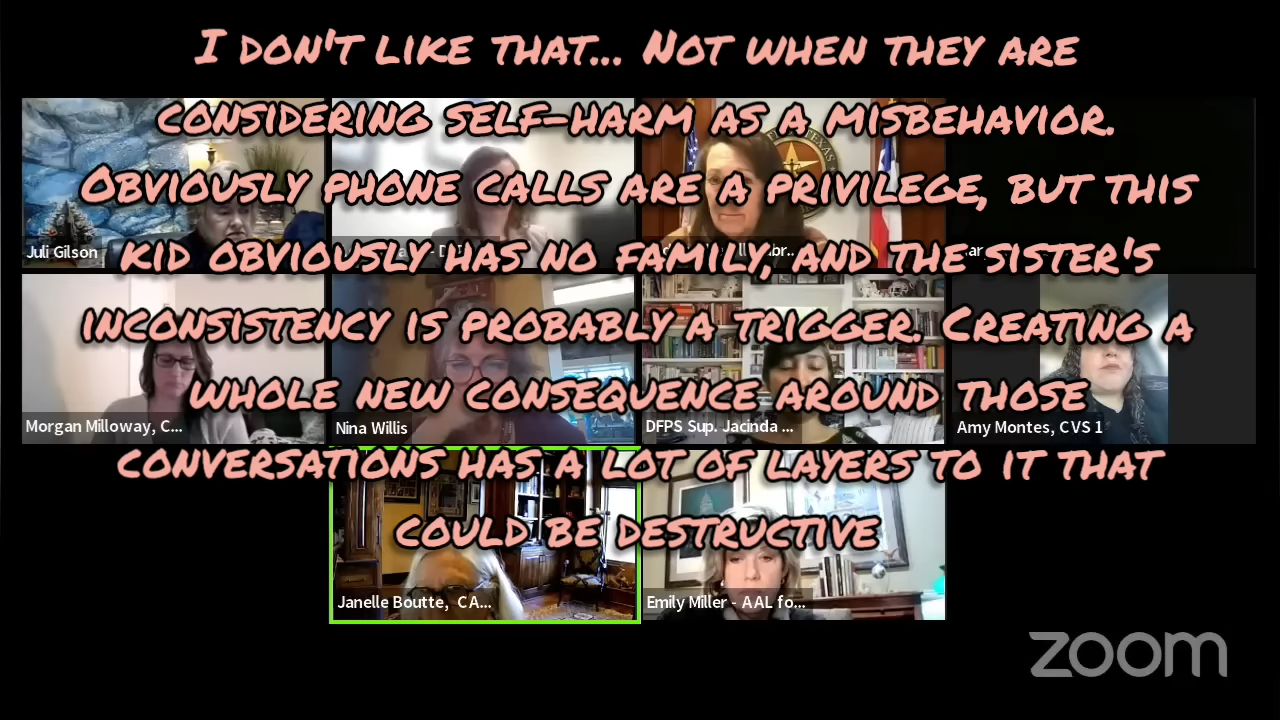 I DON'T LIKE THAT... NOT WHEN THEY ARE
CONSIDERING SELF-HARM AS A MISBEHAVIOR.
OBVIOUSLY PHONE CALLS ARE A PRIVILEGE, BUT THIS
Juli Gilson
KID OBVIOUSLY HAS NO FAMILY, AND THE SISTER'S
INCONSISTENCY IS PROBABLY A TRIGGER. CREATING A
WHOLE NEW CONSEQUENCE AROUND THOSE
Morgan Milloway, C...
Nina Willis
DFPS Sup. Jacinda ...
Amy Montes, CVS 1
CONVERSATIONS HAS A LOT OF LAYERS TO IT THAT
COULD BE DESTRUCTIVE
Janelle Boutte, CA...
Emily Miller - AAL fo...
zoom